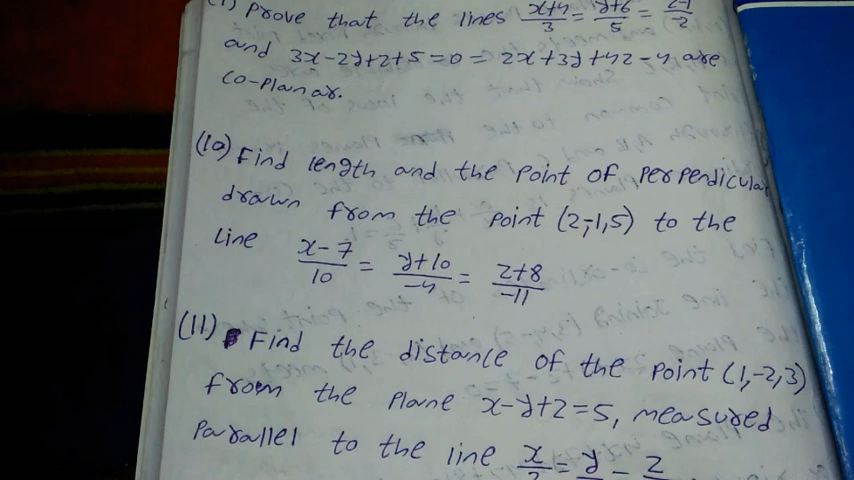 Prove that the lines x+4/3 = y+6/5 = z-1/-2
and 3x-2y+z+5=0 = 2x+3y+4z-4 are
co-planar.
(10) Find length and the point of perpendicular
drawn from the point (2,-1,5) to the
line x-7/10 = y+10/-4 = z+8/-11
(11) Find the distance of the point (1,-2,3)
from the plane x-y+z=5, measured
parallel to the line x/2 = y = z